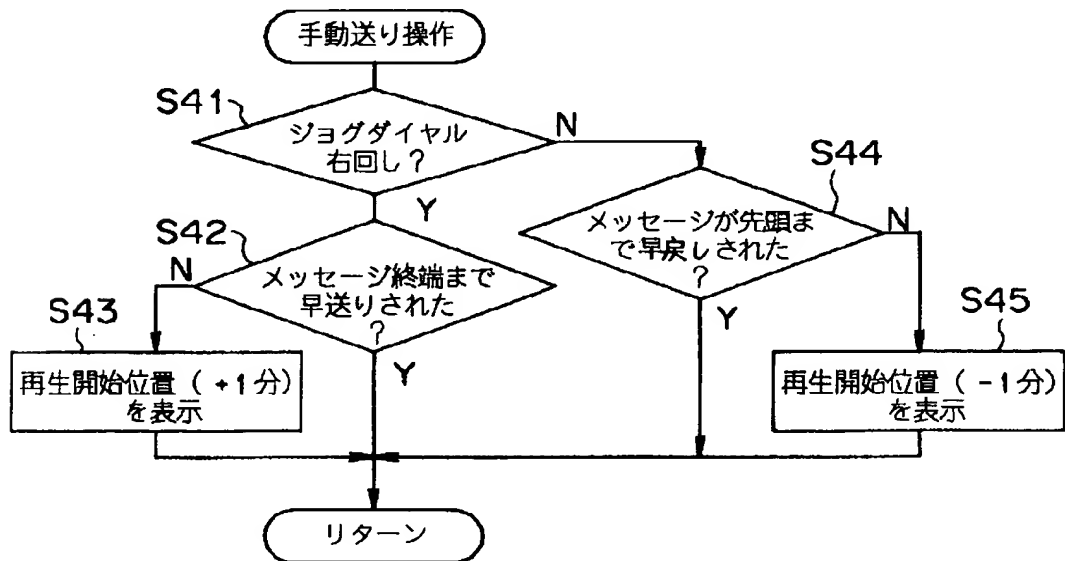 手動送り操作
S41
ジョグダイヤル
右回し?
N
Y
S44
メッセージが先頭ま
で早戻しされた
?
N
Y
S42
メッセージ終端まで
早送りされた
?
N
Y
S43
再生開始位置(+1分)
を表示
S45
再生開始位置(-1分)
を表示
リターン